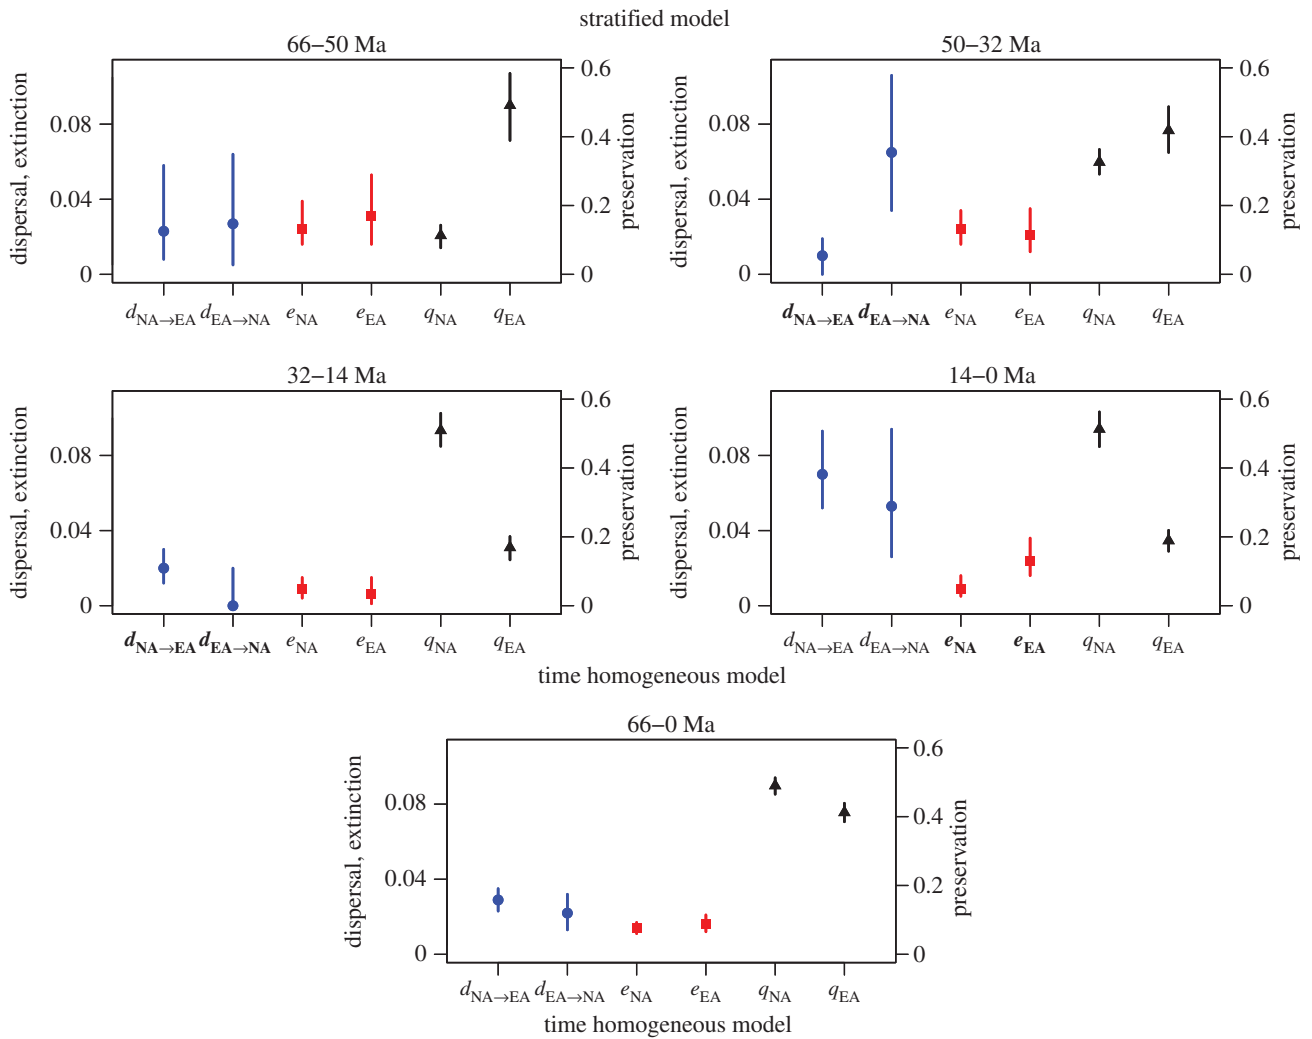 stratified model
66–50 Ma
50–32 Ma
dispersal, extinction
0.08
0.04
0
0.6
0.4
0.2
0
preservation
dNA→EA dEA→NA eNA eEA qNA qEA
dispersal, extinction
0.08
0.04
0
0.6
0.4
0.2
0
preservation
dNA→EA dEA→NA eNA eEA qNA qEA
32–14 Ma
14–0 Ma
dispersal, extinction
0.08
0.04
0
0.6
0.4
0.2
0
preservation
dNA→EA dEA→NA eNA eEA qNA qEA
dispersal, extinction
0.08
0.04
0
0.6
0.4
0.2
0
preservation
dNA→EA dEA→NA eNA eEA qNA qEA
time homogeneous model
66–0 Ma
dispersal, extinction
0.08
0.04
0
0.6
0.4
0.2
0
preservation
dNA→EA dEA→NA eNA eEA qNA qEA
time homogeneous model